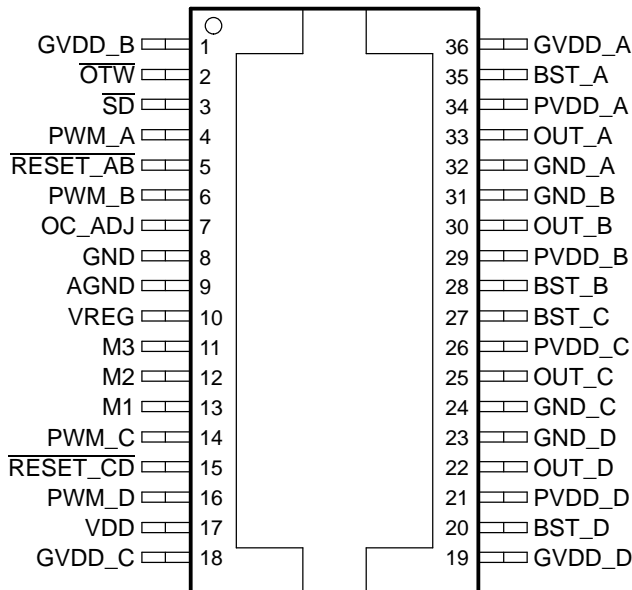 GVDD_B 1 36 GVDD_A
OTW 2 35 BST_A
SD 3 34 PVDD_A
PWM_A 4 33 OUT_A
RESET_AB 5 32 GND_A
PWM_B 6 31 GND_B
OC_ADJ 7 30 OUT_B
GND 8 29 PVDD_B
AGND 9 28 BST_B
VREG 10 27 BST_C
M3 11 26 PVDD_C
M2 12 25 OUT_C
M1 13 24 GND_C
PWM_C 14 23 GND_D
RESET_CD 15 22 OUT_D
PWM_D 16 21 PVDD_D
VDD 17 20 BST_D
GVDD_C 18 19 GVDD_D